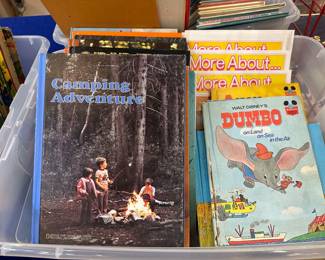 Camping
Adventure
More About
More About...
More About
WALT DISNEY'S
DUMBO
on Land
on Sea
in the Air